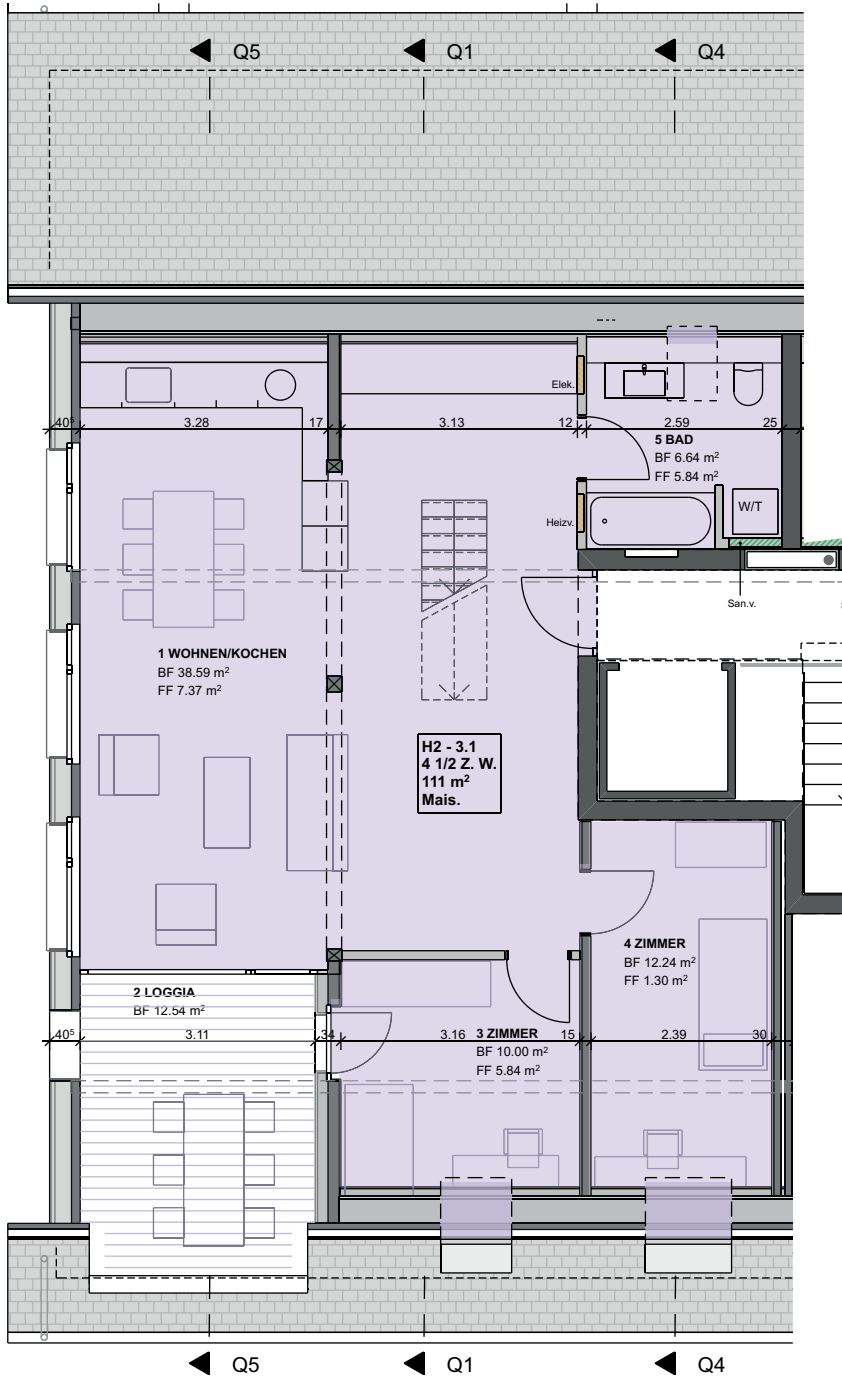 Q5
Q1
Q4
Elek.
40⁵
3.28
17
3.13
12
2.59
25
5 BAD
BF 6.64 m²
FF 5.84 m²
W/T
Heizv.
San.v.
1 WOHNEN/KOCHEN
BF 38.59 m²
FF 7.37 m²
H2 - 3.1
4 1/2 Z. W.
111 m²
Mais.
4 ZIMMER
BF 12.24 m²
FF 1.30 m²
2 LOGGIA
BF 12.54 m²
40⁵
3.11
34
3.16
15
2.39
30
3 ZIMMER
BF 10.00 m²
FF 5.84 m²
Q5
Q1
Q4